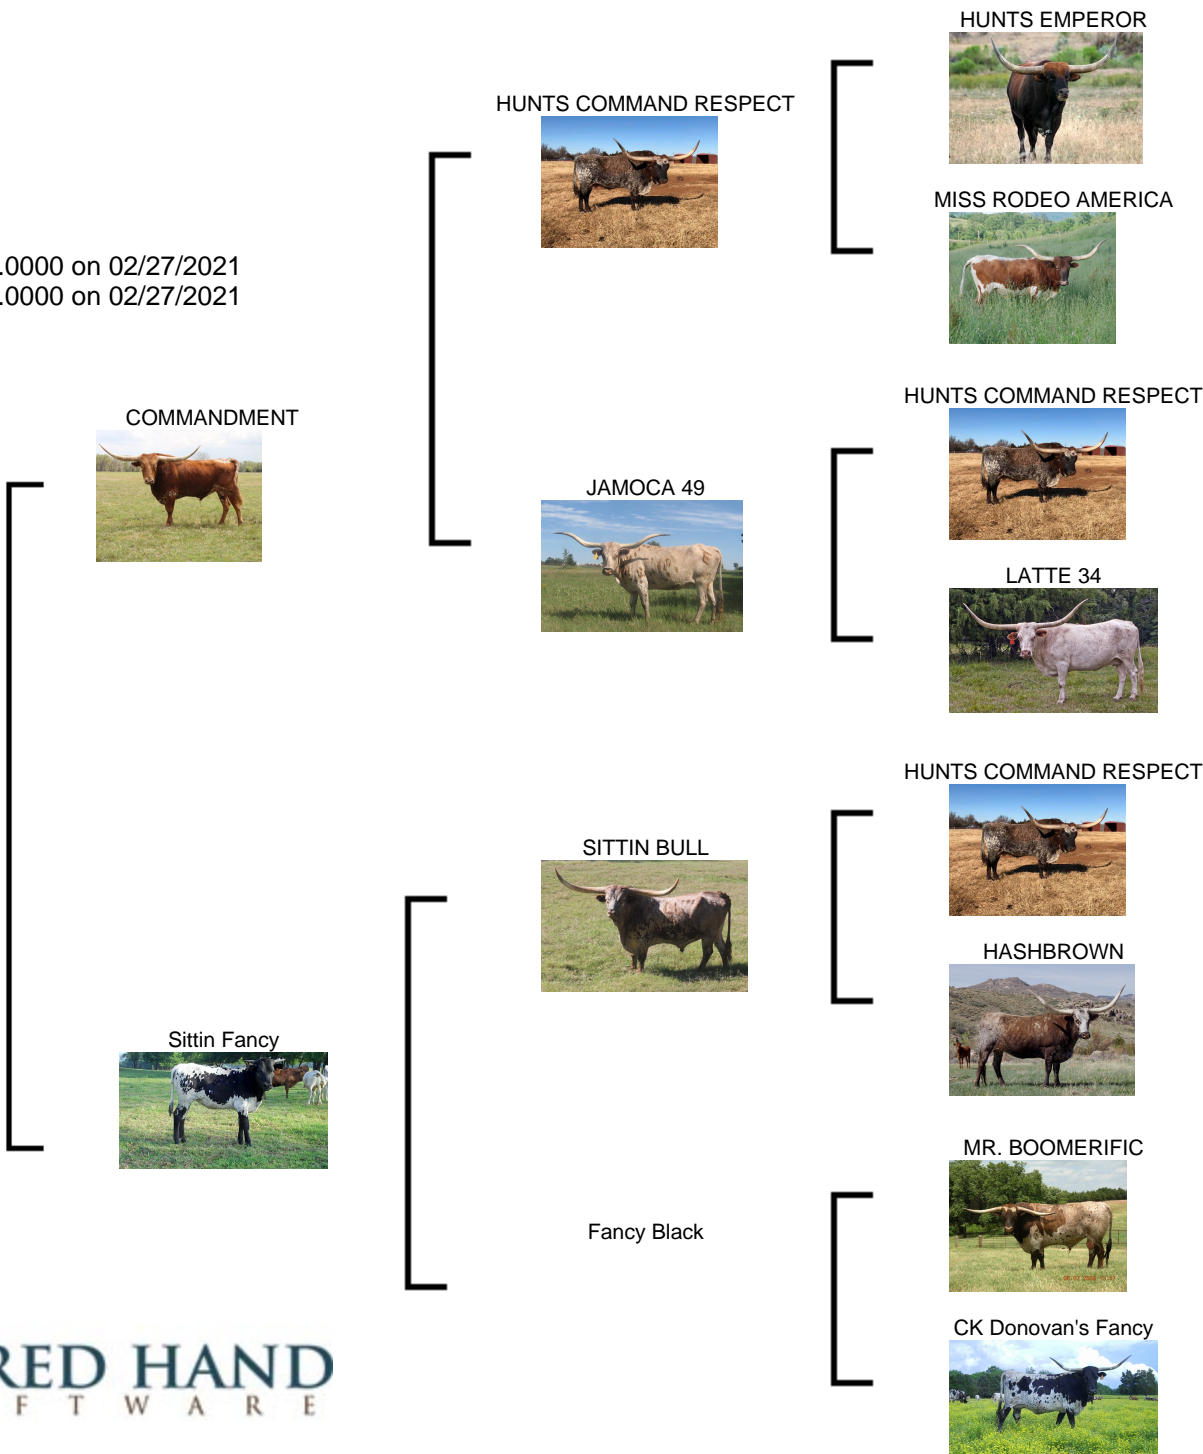 HUNTS EMPEROR
HUNTS COMMAND RESPECT
MISS RODEO AMERICA
.0000 on 02/27/2021
.0000 on 02/27/2021
HUNTS COMMAND RESPECT
COMMANDMENT
JAMOCA 49
LATTE 34
HUNTS COMMAND RESPECT
SITTIN BULL
HASHBROWN
Sittin Fancy
MR. BOOMERIFIC
Fancy Black
CK Donovan's Fancy
RED HAND
F T W A R E